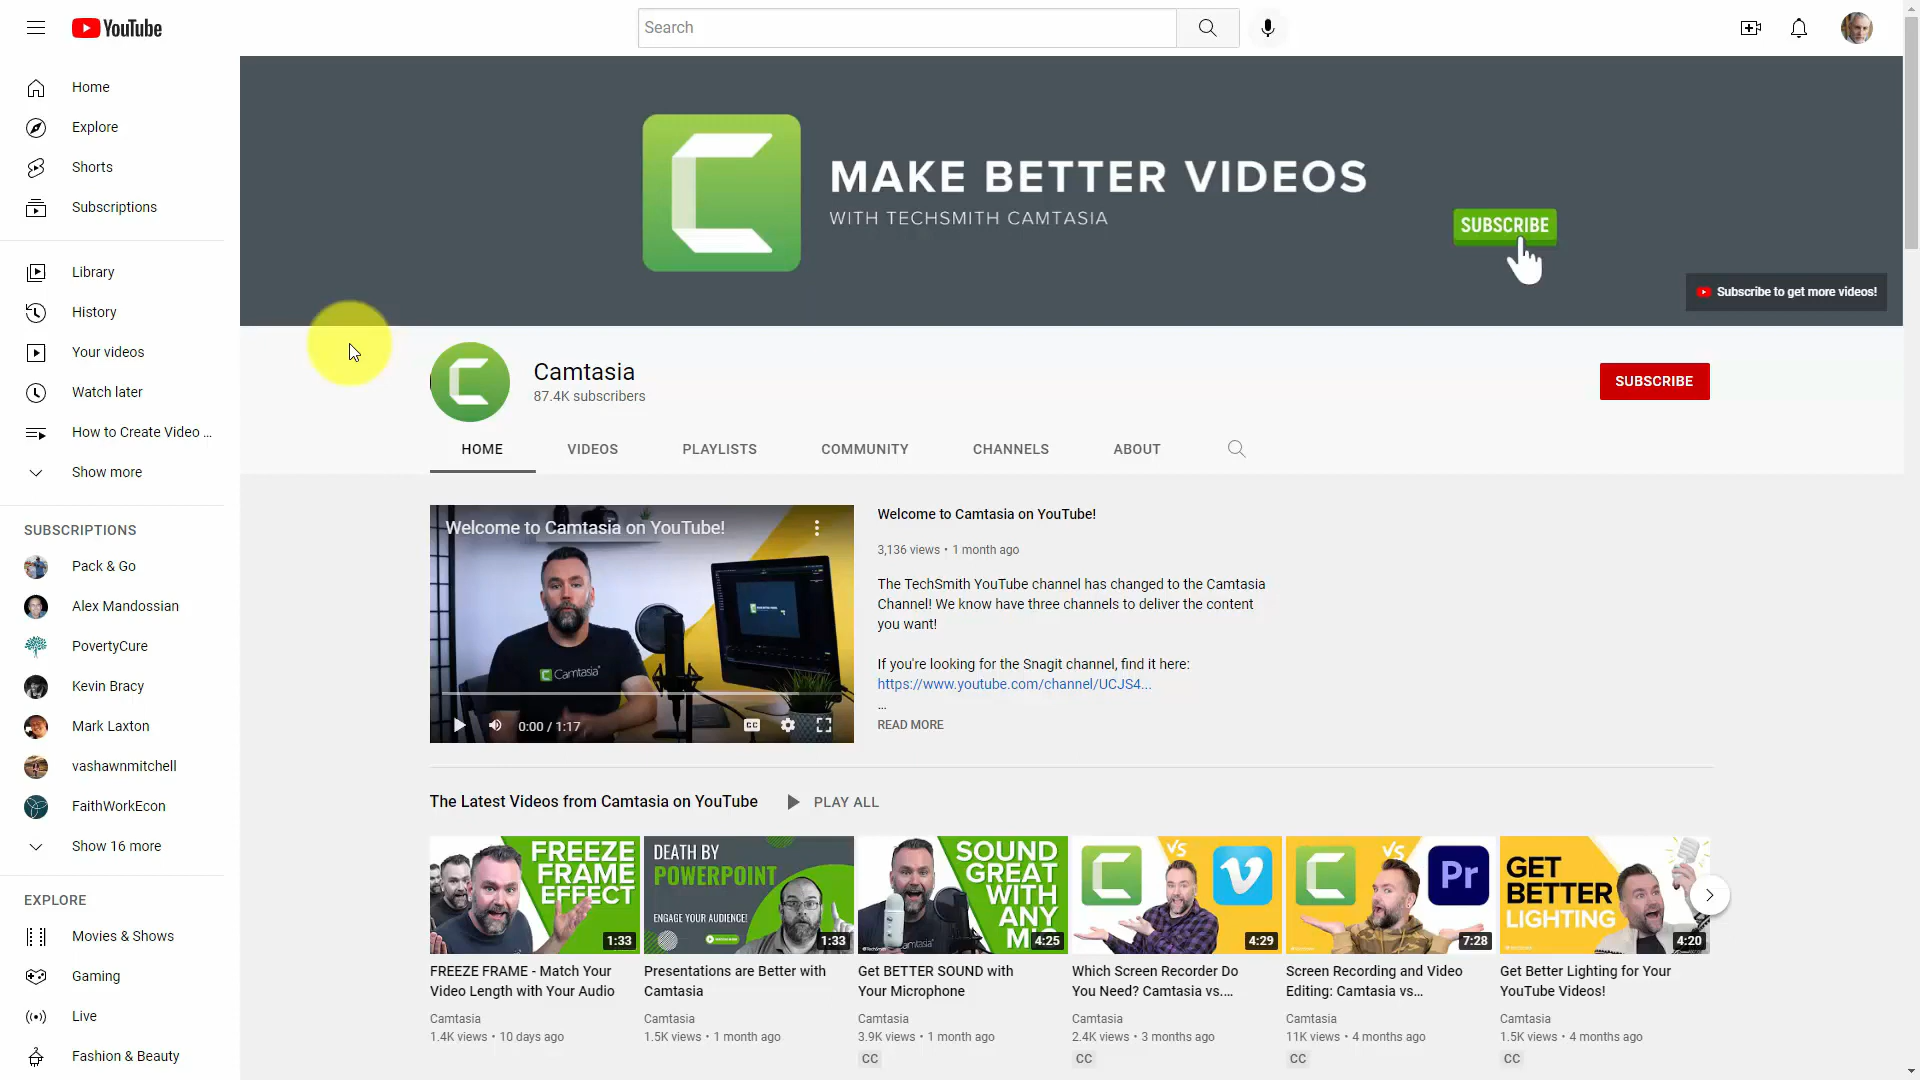 YouTube
Search
Home
Explore
Shorts
Subscriptions
Library
History
Your videos
Watch later
How to Create Video ...
Show more
SUBSCRIPTIONS
Pack & Go
Alex Mandossian
PovertyCure
Kevin Bracy
Mark Laxton
vashawnmitchell
FaithWorkEcon
Show 16 more
EXPLORE
Movies & Shows
Gaming
Live
Fashion & Beauty
MAKE BETTER VIDEOS
WITH TECHSMITH CAMTASIA
SUBSCRIBE
Subscribe to get more videos!
Camtasia
87.4K subscribers
SUBSCRIBE
HOME
VIDEOS
PLAYLISTS
COMMUNITY
CHANNELS
ABOUT
Welcome to Camtasia on YouTube!
Camtasia
0:00 / 1:17
CC
Welcome to Camtasia on YouTube!
3,136 views • 1 month ago
The TechSmith YouTube channel has changed to the Camtasia
Channel! We know have three channels to deliver the content
you want!
If you're looking for the Snagit channel, find it here:
https://www.youtube.com/channel/UCJS4...
...
READ MORE
The Latest Videos from Camtasia on YouTube
PLAY ALL
FREEZE
FRAME
EFFECT
1:33
FREEZE FRAME - Match Your
Video Length with Your Audio
Camtasia
1.4K views • 10 days ago
DEATH BY
POWERPOINT
ENGAGE YOUR AUDIENCE!
1:33
Presentations are Better with
Camtasia
Camtasia
1.5K views • 1 month ago
SOUND
GREAT
WITH
ANY
MIC
4:25
Get BETTER SOUND with
Your Microphone
Camtasia
3.9K views • 1 month ago
CC
VS
4:29
Which Screen Recorder Do
You Need? Camtasia vs....
Camtasia
2.4K views • 3 months ago
CC
VS
Pr
7:28
Screen Recording and Video
Editing: Camtasia vs...
Camtasia
11K views • 4 months ago
CC
GET
BETTER
LIGHTING
4:20
Get Better Lighting for Your
YouTube Videos!
Camtasia
1.5K views • 4 months ago
CC